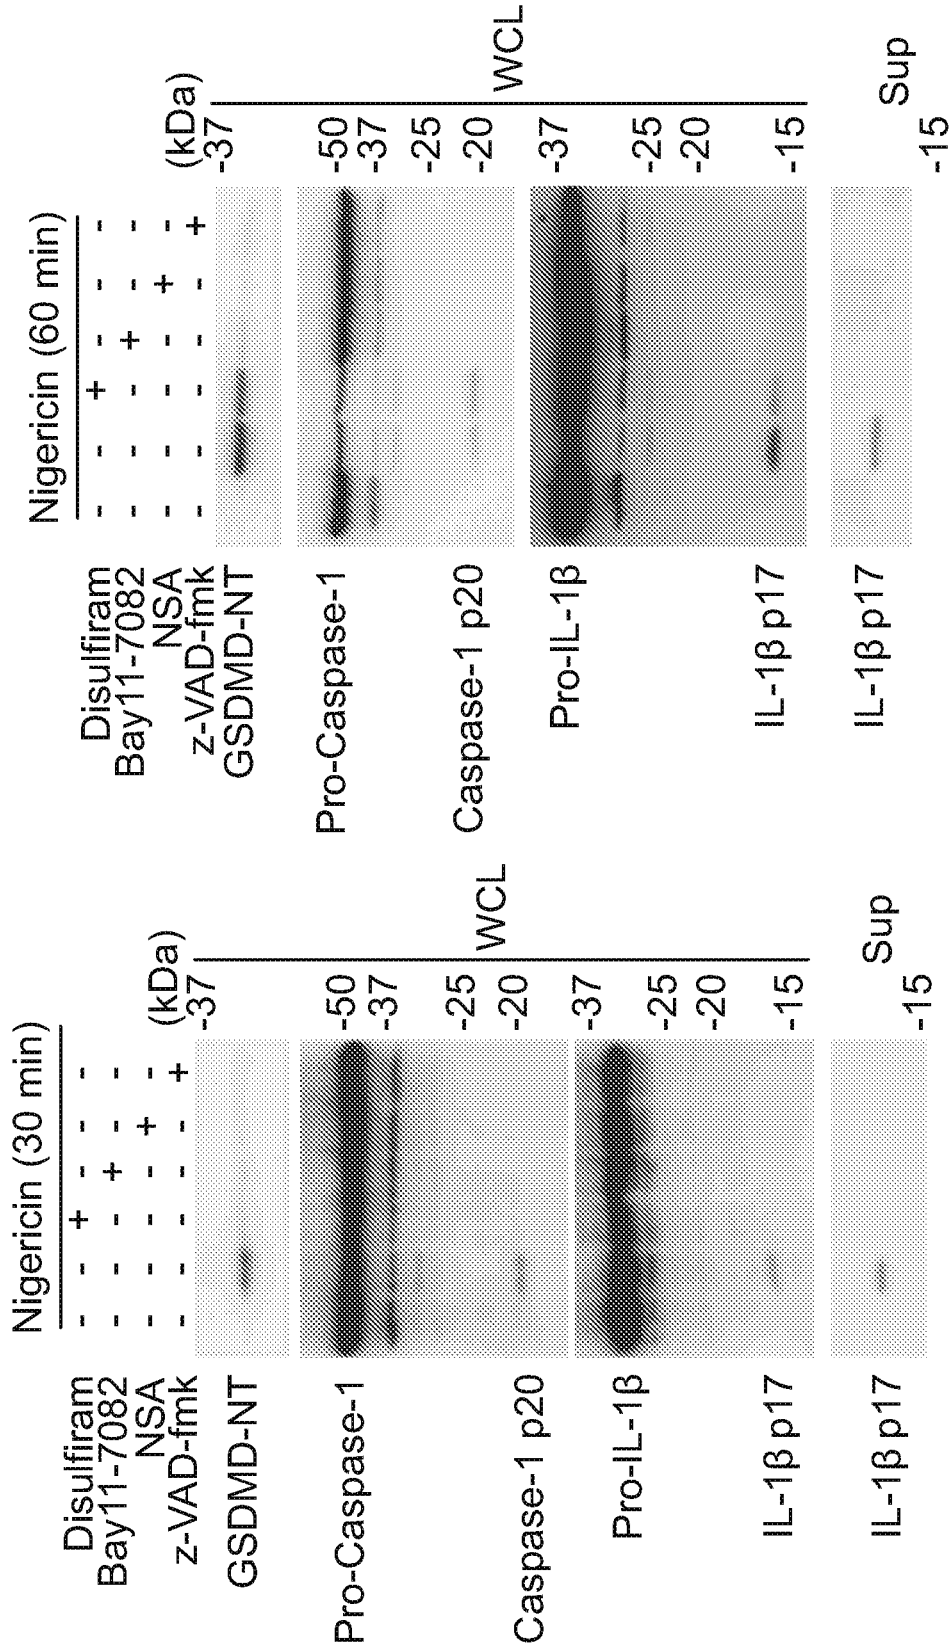 Nigericin (30 min)
Disulfiram - - + - - -
Bay11-7082 - - - + - -
NSA - - - - + -
z-VAD-fmk - - - - - + (kDa)
GSDMD-NT -37
Pro-Caspase-1 -50
-37
-25
Caspase-1 p20 -20
-37
Pro-IL-1β -25
-20
IL-1β p17 -15
WCL
IL-1β p17 Sup
-15
Nigericin (60 min)
Disulfiram - - + - - -
Bay11-7082 - - - + - -
NSA - - - - + -
z-VAD-fmk - - - - - + (kDa)
GSDMD-NT -37
Pro-Caspase-1 -50
-37
-25
Caspase-1 p20 -20
Pro-IL-1β -37
-25
-20
IL-1β p17 -15
WCL
IL-1β p17 Sup
-15